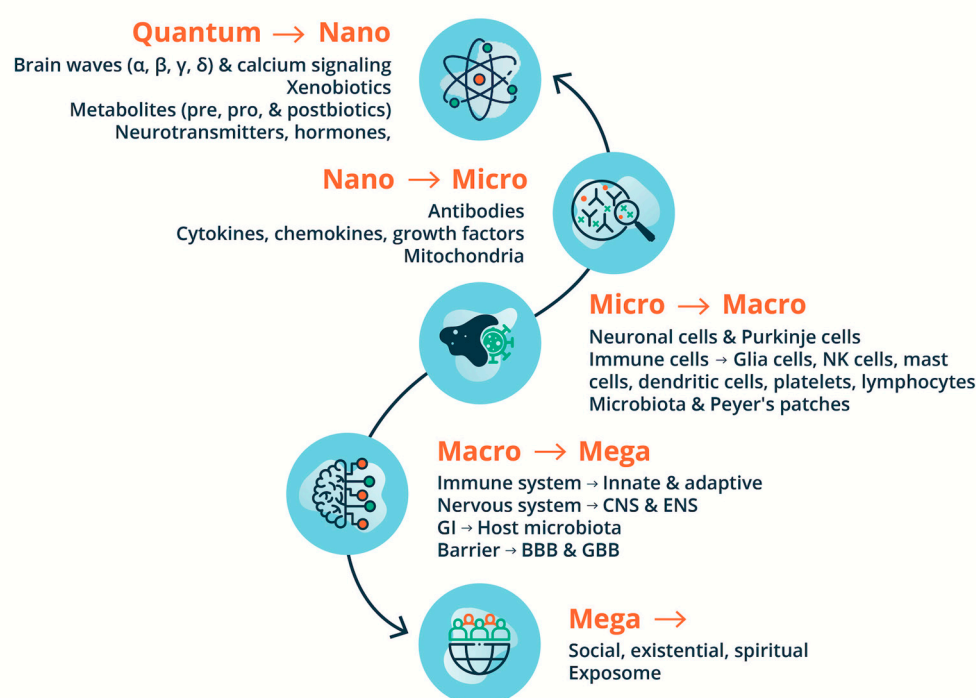 Quantum → Nano
Brain waves (α, β, γ, δ) & calcium signaling
Xenobiotics
Metabolites (pre, pro, & postbiotics)
Neurotransmitters, hormones,
Nano → Micro
Antibodies
Cytokines, chemokines, growth factors
Mitochondria
Micro → Macro
Neuronal cells & Purkinje cells
Immune cells → Glia cells, NK cells, mast
cells, dendritic cells, platelets, lymphocytes
Microbiota & Peyer's patches
Macro → Mega
Immune system → Innate & adaptive
Nervous system → CNS & ENS
GI → Host microbiota
Barrier → BBB & GBB
Mega →
Social, existential, spiritual
Exposome